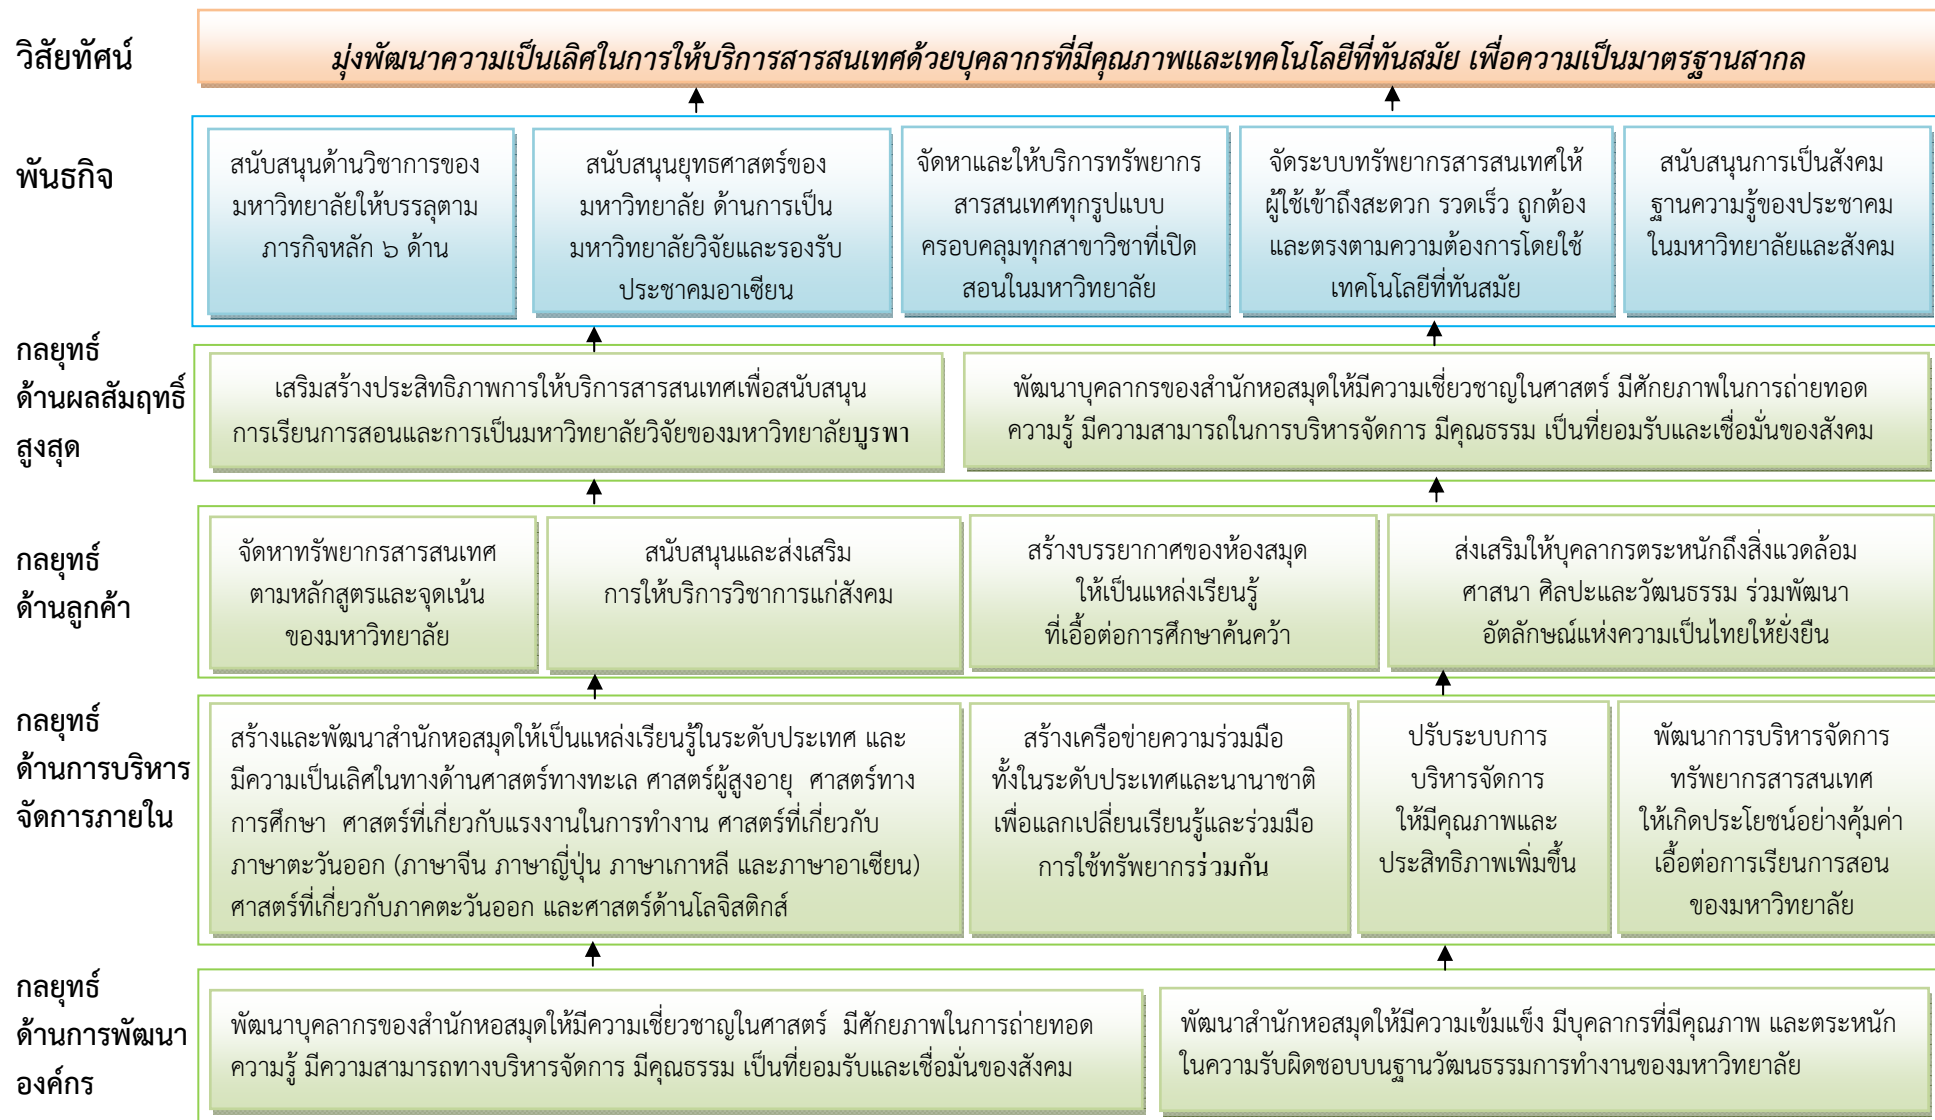 วิสัยทัศน์
มุ่งพัฒนาความเป็นเลิศในการให้บริการสารสนเทศด้วยบุคลากรที่มีคุณภาพและเทคโนโลยีที่ทันสมัย เพื่อความเป็นมาตรฐานสากล
พันธกิจ
สนับสนุนด้านวิชาการของ
มหาวิทยาลัยให้บรรลุตาม
ภารกิจหลัก ๖ ด้าน
สนับสนุนยุทธศาสตร์ของ
มหาวิทยาลัย ด้านการเป็น
มหาวิทยาลัยวิจัยและรองรับ
ประชาคมอาเซียน
จัดหาและให้บริการทรัพยากร
สารสนเทศทุกรูปแบบ
ครอบคลุมทุกสาขาวิชาที่เปิด
สอนในมหาวิทยาลัย
จัดระบบทรัพยากรสารสนเทศให้
ผู้ใช้เข้าถึงสะดวก รวดเร็ว ถูกต้อง
และตรงตามความต้องการโดยใช้
เทคโนโลยีที่ทันสมัย
สนับสนุนการเป็นสังคม
ฐานความรู้ของประชาคม
ในมหาวิทยาลัยและสังคม
กลยุทธ์
ด้านผลสัมฤทธิ์
สูงสุด
เสริมสร้างประสิทธิภาพการให้บริการสารสนเทศเพื่อสนับสนุน
การเรียนการสอนและการเป็นมหาวิทยาลัยวิจัยของมหาวิทยาลัยบูรพา
พัฒนาบุคลากรของสำนักหอสมุดให้มีความเชี่ยวชาญในศาสตร์ มีศักยภาพในการถ่ายทอด
ความรู้ มีความสามารถในการบริหารจัดการ มีคุณธรรม เป็นที่ยอมรับและเชื่อมั่นของสังคม
กลยุทธ์
ด้านลูกค้า
จัดหาทรัพยากรสารสนเทศ
ตามหลักสูตรและจุดเน้น
ของมหาวิทยาลัย
สนับสนุนและส่งเสริม
การให้บริการวิชาการแก่สังคม
สร้างบรรยากาศของห้องสมุด
ให้เป็นแหล่งเรียนรู้
ที่เอื้อต่อการศึกษาค้นคว้า
ส่งเสริมให้บุคลากรตระหนักถึงสิ่งแวดล้อม
ศาสนา ศิลปะและวัฒนธรรม ร่วมพัฒนา
อัตลักษณ์แห่งความเป็นไทยให้ยั่งยืน
กลยุทธ์
ด้านการบริหาร
จัดการภายใน
สร้างและพัฒนาสำนักหอสมุดให้เป็นแหล่งเรียนรู้ในระดับประเทศ และ
มีความเป็นเลิศในทางด้านศาสตร์ทางทะเล ศาสตร์ผู้สูงอายุ ศาสตร์ทาง
การศึกษา ศาสตร์ที่เกี่ยวกับแรงงานในการทำงาน ศาสตร์ที่เกี่ยวกับ
ภาษาตะวันออก (ภาษาจีน ภาษาญี่ปุ่น ภาษาเกาหลี และภาษาอาเซียน)
ศาสตร์ที่เกี่ยวกับภาคตะวันออก และศาสตร์ด้านโลจิสติกส์
สร้างเครือข่ายความร่วมมือ
ทั้งในระดับประเทศและนานาชาติ
เพื่อแลกเปลี่ยนเรียนรู้และร่วมมือ
การใช้ทรัพยากรร่วมกัน
ปรับระบบการ
บริหารจัดการ
ให้มีคุณภาพและ
ประสิทธิภาพเพิ่มขึ้น
พัฒนาการบริหารจัดการ
ทรัพยากรสารสนเทศ
ให้เกิดประโยชน์อย่างคุ้มค่า
เอื้อต่อการเรียนการสอน
ของมหาวิทยาลัย
กลยุทธ์
ด้านการพัฒนา
องค์กร
พัฒนาบุคลากรของสำนักหอสมุดให้มีความเชี่ยวชาญในศาสตร์ มีศักยภาพในการถ่ายทอด
ความรู้ มีความสามารถทางบริหารจัดการ มีคุณธรรม เป็นที่ยอมรับและเชื่อมั่นของสังคม
พัฒนาสำนักหอสมุดให้มีความเข้มแข็ง มีบุคลากรที่มีคุณภาพ และตระหนัก
ในความรับผิดชอบบนฐานวัฒนธรรมการทำงานของมหาวิทยาลัย